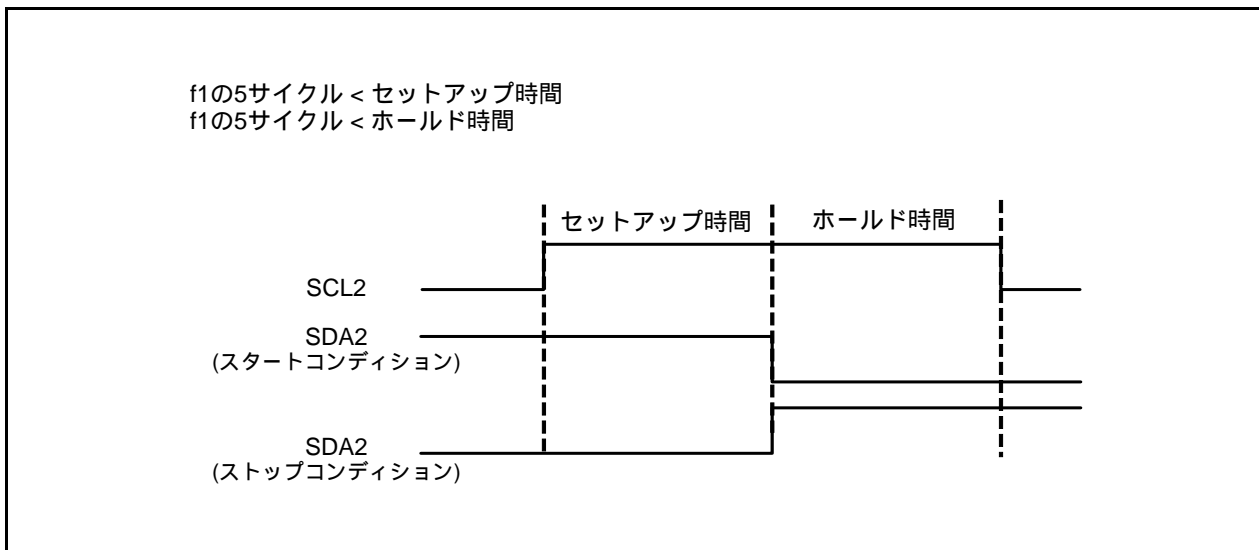 f1の5サイクル < セットアップ時間
f1の5サイクル < ホールド時間
セットアップ時間 ホールド時間
SCL2
SDA2
(スタートコンディション)
SDA2
(ストップコンディション)